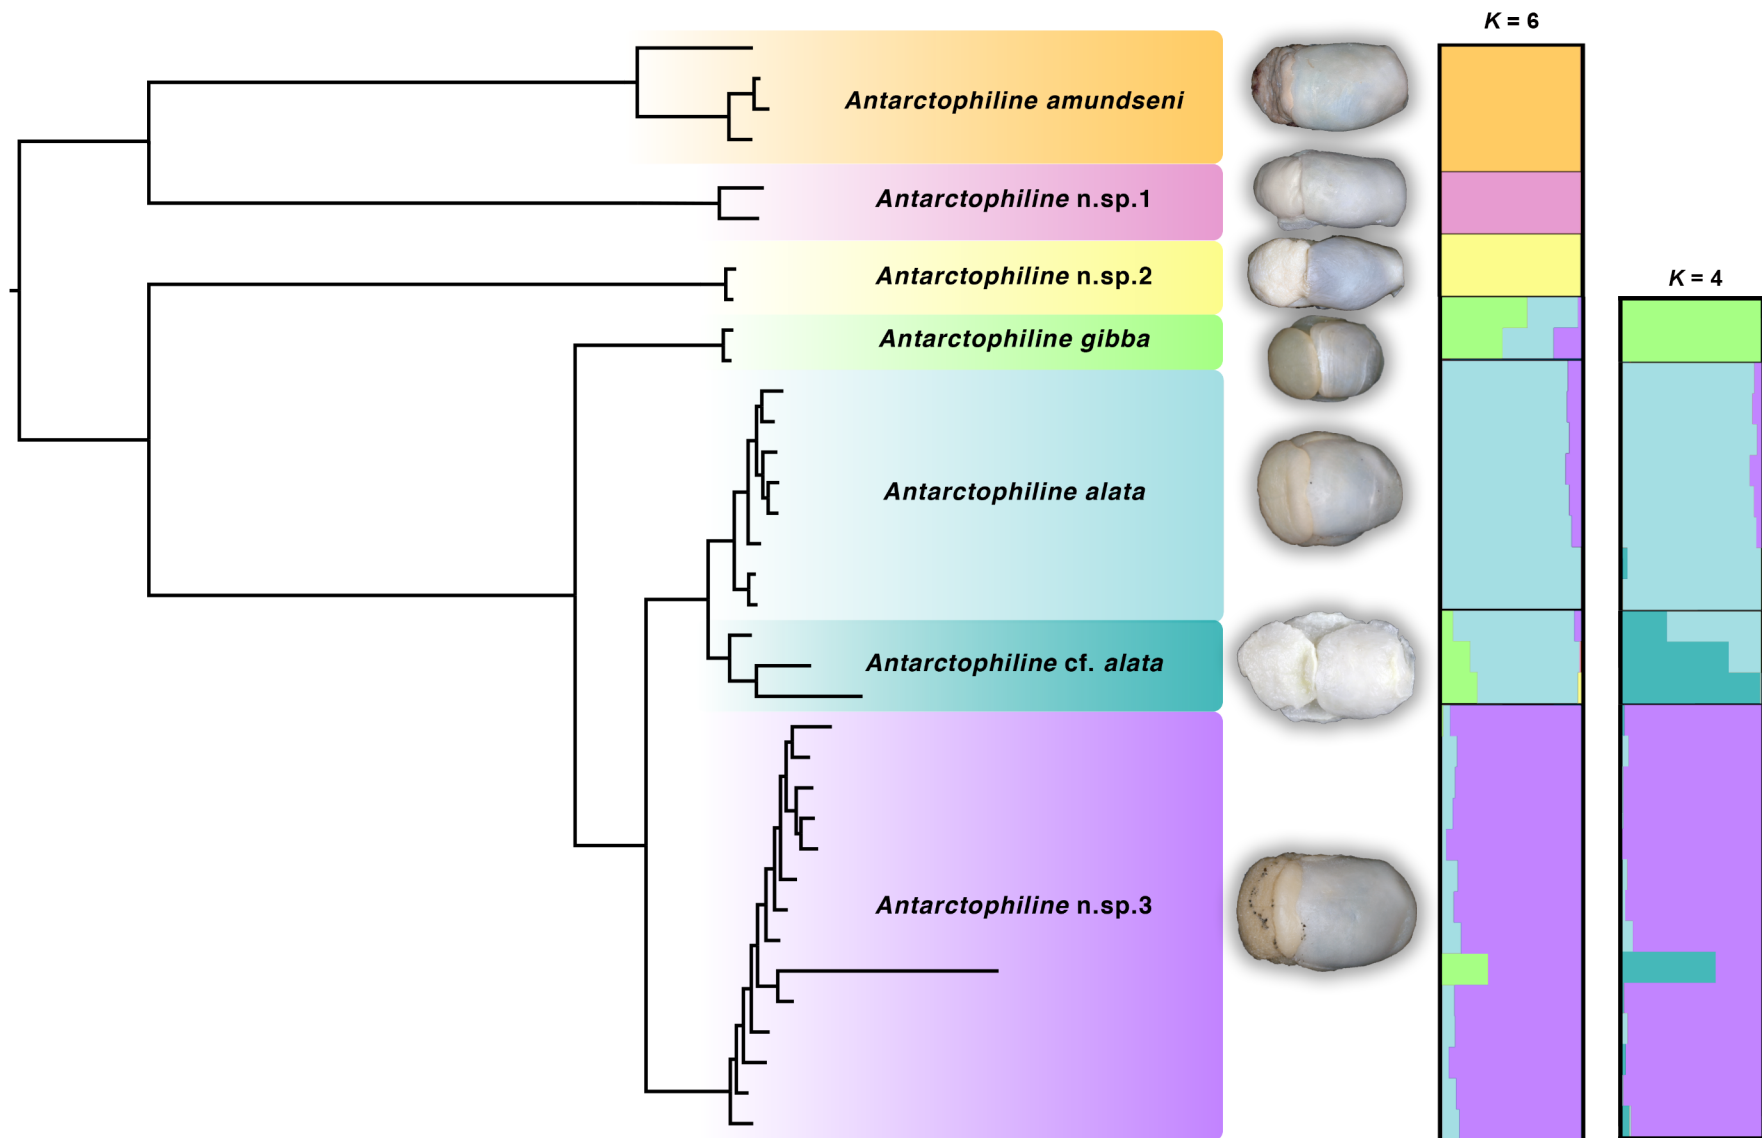 K = 6
Antarctophiline amundseni
Antarctophiline n.sp.1
Antarctophiline n.sp.2
K = 4
Antarctophiline gibba
Antarctophiline alata
Antarctophiline cf. alata
Antarctophiline n.sp.3